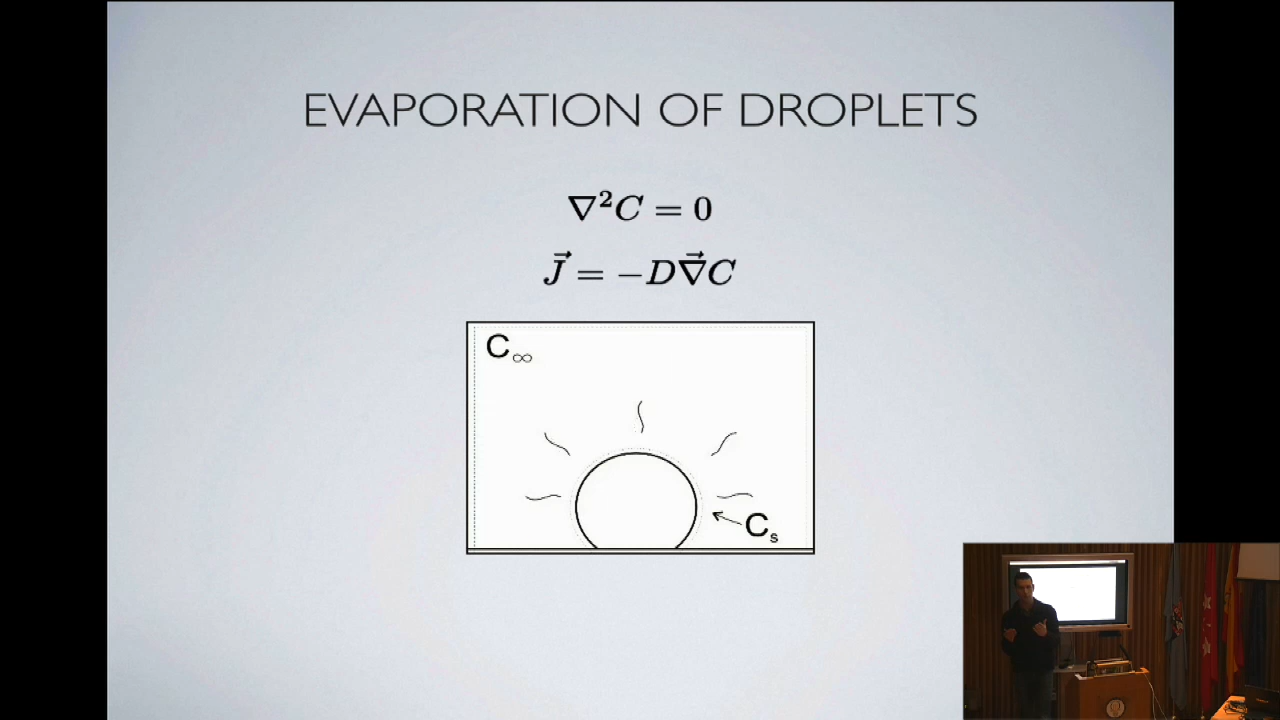 EVAPORATION OF DROPLETS
∇²C = 0
J⃗ = −D∇⃗C
C∞
Cs